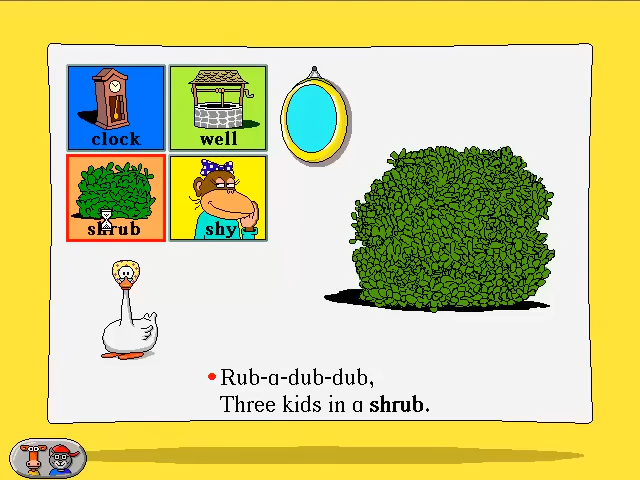 clock
well
shrub
shy
Rub-a-dub-dub,
Three kids in a shrub.